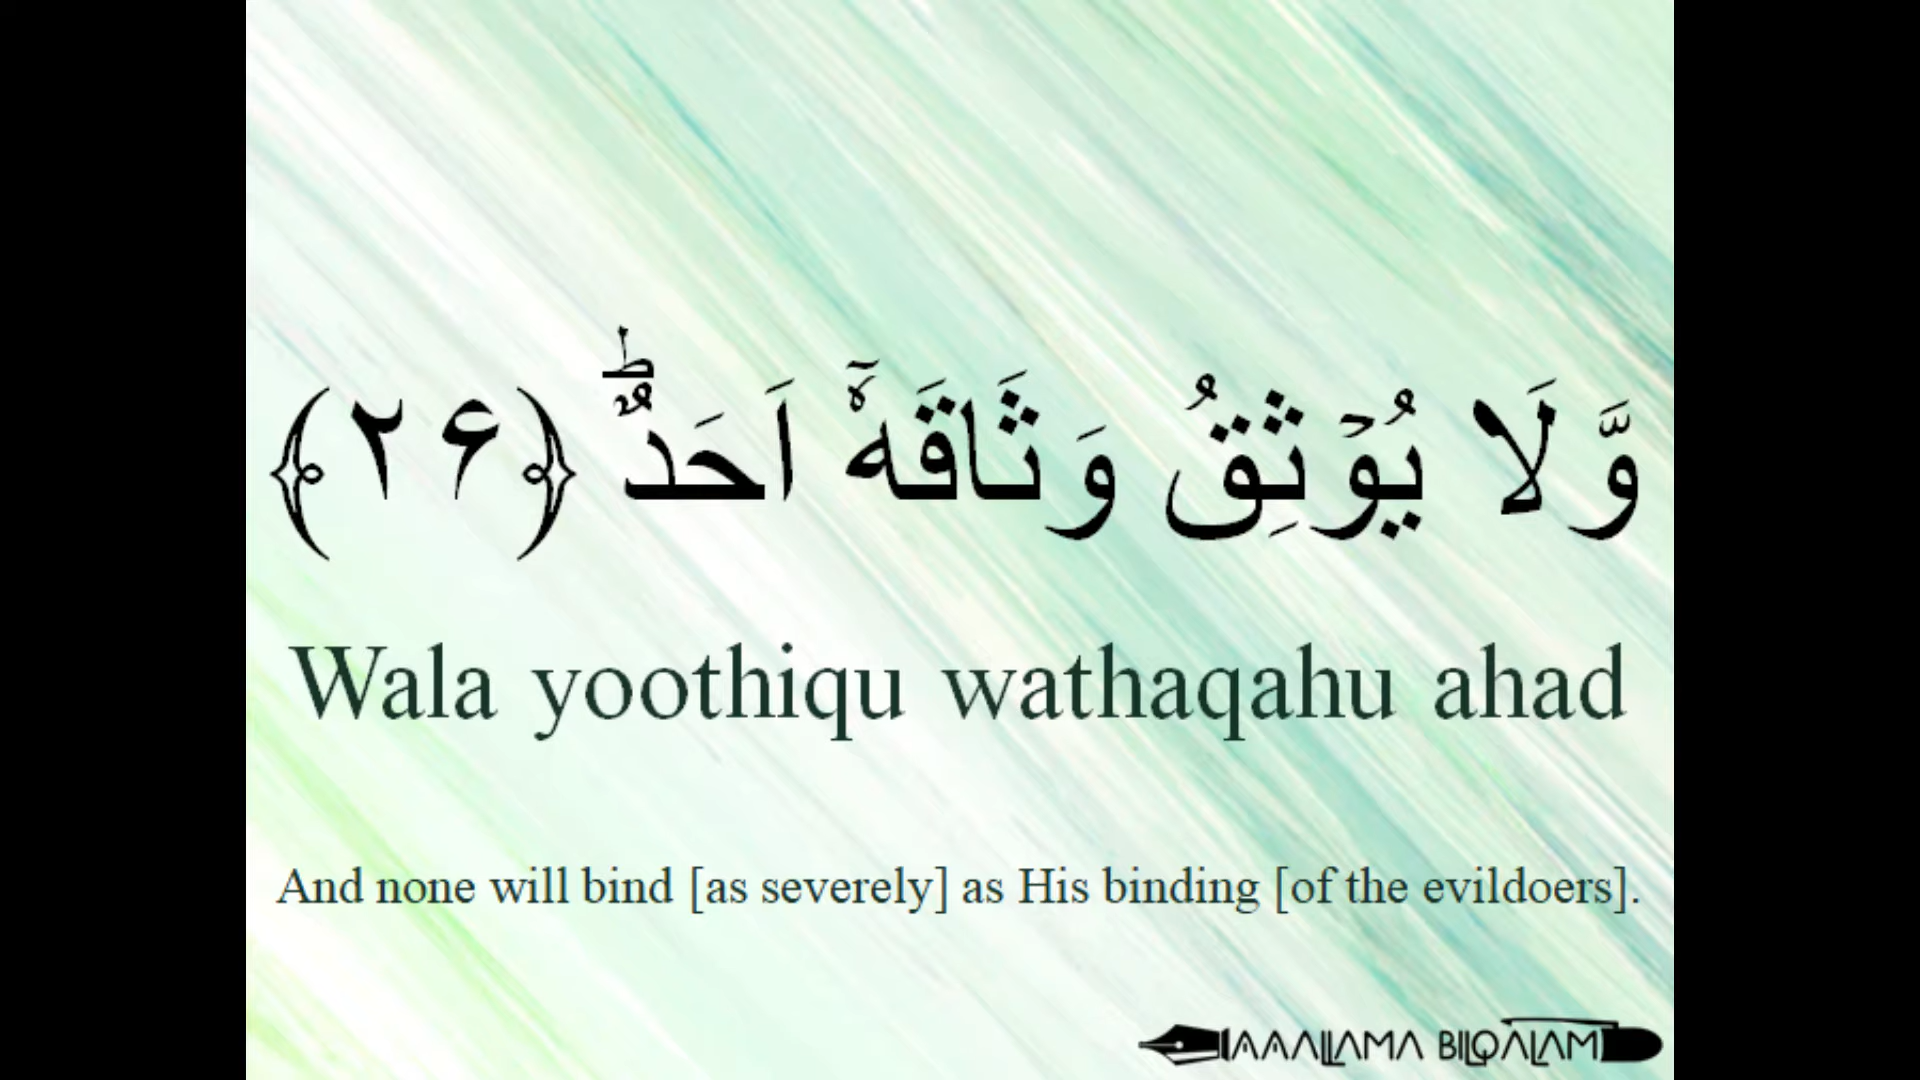 وَّلَا يُوۡثِقُ وَثَاقَهٗۤ اَحَدٌ ؕ﴿۲۶﴾
Wala yoothiqu wathaqahu ahad
And none will bind [as severely] as His binding [of the evildoers].
AAALLAMA BILQALAM